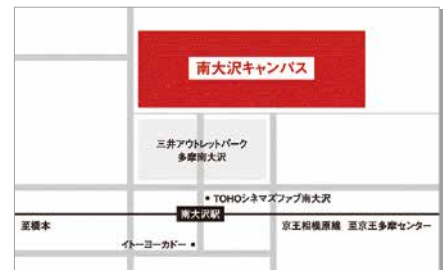 南大沢キャンパス
三井アウトレットパーク
多摩南大沢
• TOHOシネマズファブ南大沢
南大沢駅
至橋本
京王相模原線 至京王多摩センター
イトーヨーカドー •